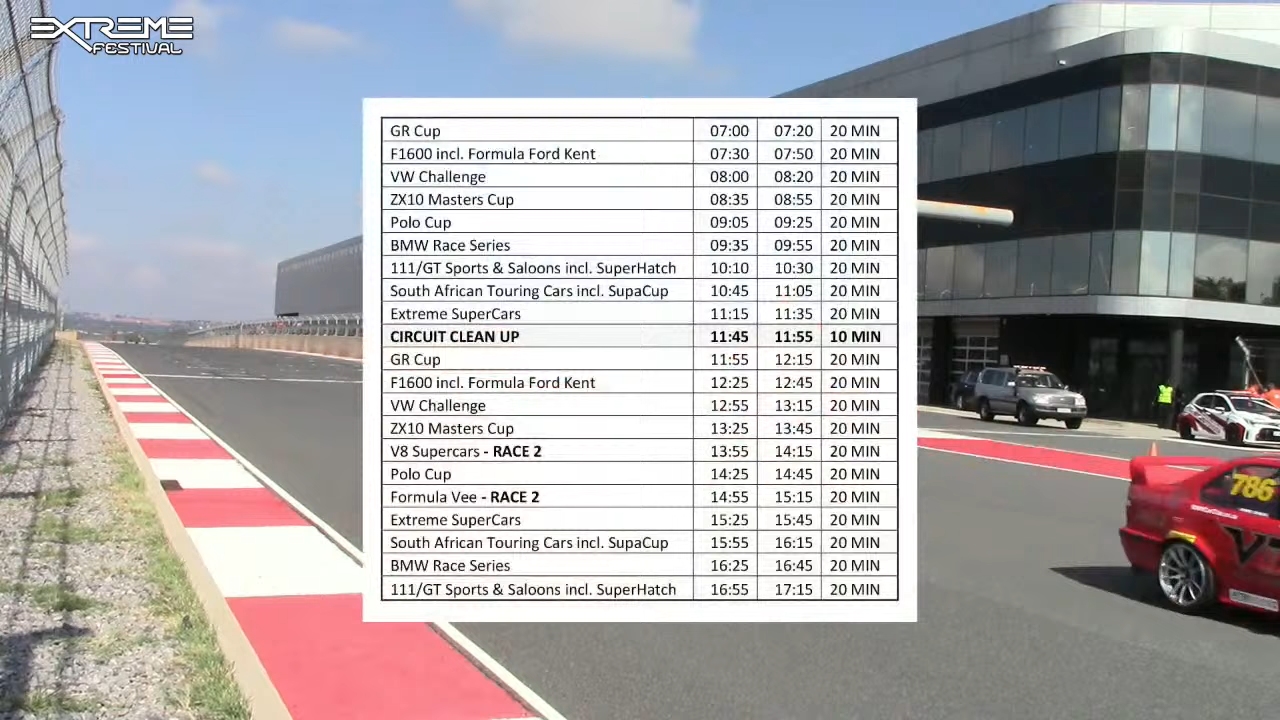 EXTREME
FESTIVAL
GR Cup 07:00 07:20 20 MIN
F1600 incl. Formula Ford Kent 07:30 07:50 20 MIN
VW Challenge 08:00 08:20 20 MIN
ZX10 Masters Cup 08:35 08:55 20 MIN
Polo Cup 09:05 09:25 20 MIN
BMW Race Series 09:35 09:55 20 MIN
111/GT Sports & Saloons incl. SuperHatch 10:10 10:30 20 MIN
South African Touring Cars incl. SupaCup 10:45 11:05 20 MIN
Extreme SuperCars 11:15 11:35 20 MIN
CIRCUIT CLEAN UP 11:45 11:55 10 MIN
GR Cup 11:55 12:15 20 MIN
F1600 incl. Formula Ford Kent 12:25 12:45 20 MIN
VW Challenge 12:55 13:15 20 MIN
ZX10 Masters Cup 13:25 13:45 20 MIN
V8 Supercars - RACE 2 13:55 14:15 20 MIN
Polo Cup 14:25 14:45 20 MIN
Formula Vee - RACE 2 14:55 15:15 20 MIN
Extreme SuperCars 15:25 15:45 20 MIN
South African Touring Cars incl. SupaCup 15:55 16:15 20 MIN
BMW Race Series 16:25 16:45 20 MIN
111/GT Sports & Saloons incl. SuperHatch 16:55 17:15 20 MIN
786